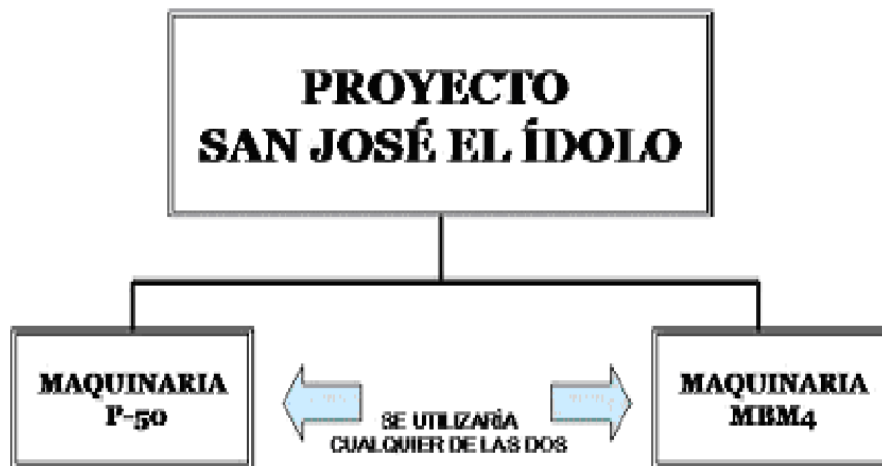 PROYECTO
SAN JOSÉ EL ÍDOLO
MAQUINARIA
P-50
SE UTILIZARÍA
CUALQUIER DE LAS DOS
MAQUINARIA
MBM4